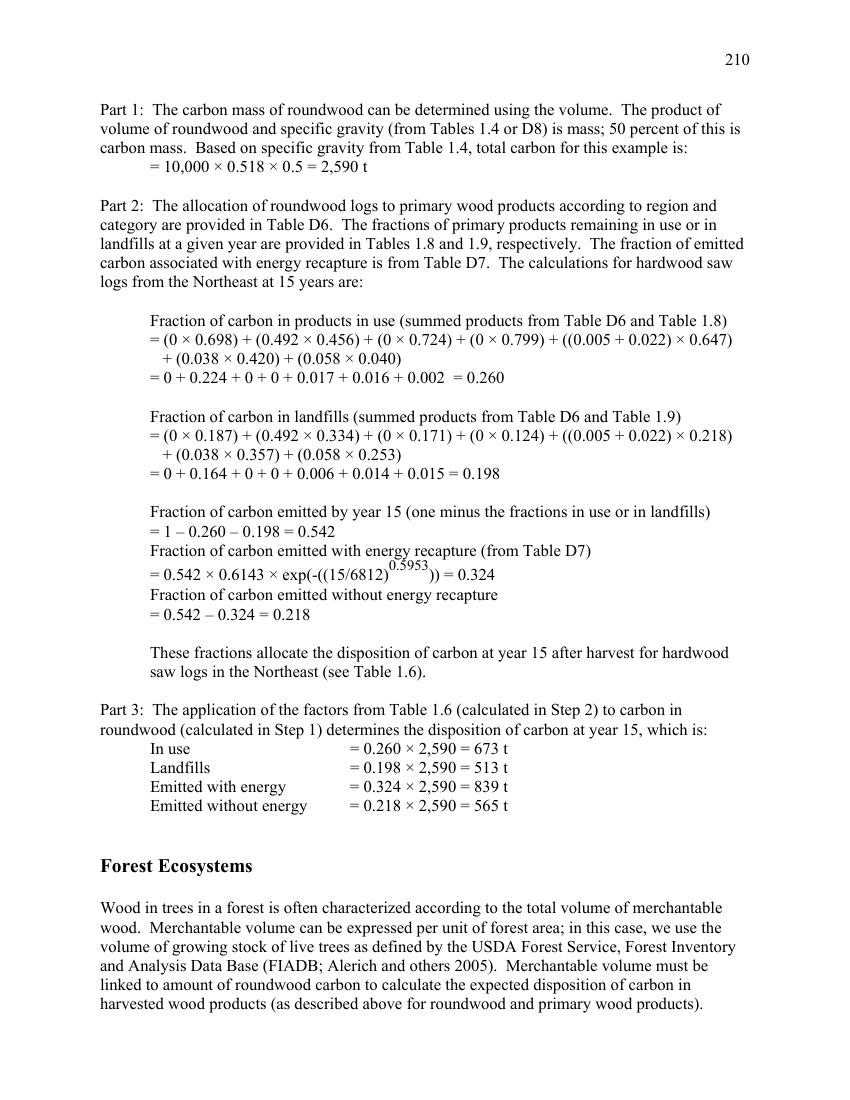 210
Part 1:  The carbon mass of roundwood can be determined using the volume.  The product of
volume of roundwood and specific gravity (from Tables 1.4 or D8) is mass; 50 percent of this is
carbon mass.  Based on specific gravity from Table 1.4, total carbon for this example is:
= 10,000 × 0.518 × 0.5 = 2,590 t
Part 2:  The allocation of roundwood logs to primary wood products according to region and
category are provided in Table D6.  The fractions of primary products remaining in use or in
landfills at a given year are provided in Tables 1.8 and 1.9, respectively.  The fraction of emitted
carbon associated with energy recapture is from Table D7.  The calculations for hardwood saw
logs from the Northeast at 15 years are:
Fraction of carbon in products in use (summed products from Table D6 and Table 1.8)
= (0 × 0.698) + (0.492 × 0.456) + (0 × 0.724) + (0 × 0.799) + ((0.005 + 0.022) × 0.647)
+ (0.038 × 0.420) + (0.058 × 0.040)
= 0 + 0.224 + 0 + 0 + 0.017 + 0.016 + 0.002  = 0.260
Fraction of carbon in landfills (summed products from Table D6 and Table 1.9)
= (0 × 0.187) + (0.492 × 0.334) + (0 × 0.171) + (0 × 0.124) + ((0.005 + 0.022) × 0.218)
+ (0.038 × 0.357) + (0.058 × 0.253)
= 0 + 0.164 + 0 + 0 + 0.006 + 0.014 + 0.015 = 0.198
Fraction of carbon emitted by year 15 (one minus the fractions in use or in landfills)
= 1 – 0.260 – 0.198 = 0.542
Fraction of carbon emitted with energy recapture (from Table D7)
= 0.542 × 0.6143 × exp(-((15/6812)^0.5953)) = 0.324
Fraction of carbon emitted without energy recapture
= 0.542 – 0.324 = 0.218
These fractions allocate the disposition of carbon at year 15 after harvest for hardwood
saw logs in the Northeast (see Table 1.6).
Part 3:  The application of the factors from Table 1.6 (calculated in Step 2) to carbon in
roundwood (calculated in Step 1) determines the disposition of carbon at year 15, which is:
In use = 0.260 × 2,590 = 673 t
Landfills = 0.198 × 2,590 = 513 t
Emitted with energy = 0.324 × 2,590 = 839 t
Emitted without energy = 0.218 × 2,590 = 565 t
Forest Ecosystems
Wood in trees in a forest is often characterized according to the total volume of merchantable
wood.  Merchantable volume can be expressed per unit of forest area; in this case, we use the
volume of growing stock of live trees as defined by the USDA Forest Service, Forest Inventory
and Analysis Data Base (FIADB; Alerich and others 2005).  Merchantable volume must be
linked to amount of roundwood carbon to calculate the expected disposition of carbon in
harvested wood products (as described above for roundwood and primary wood products).